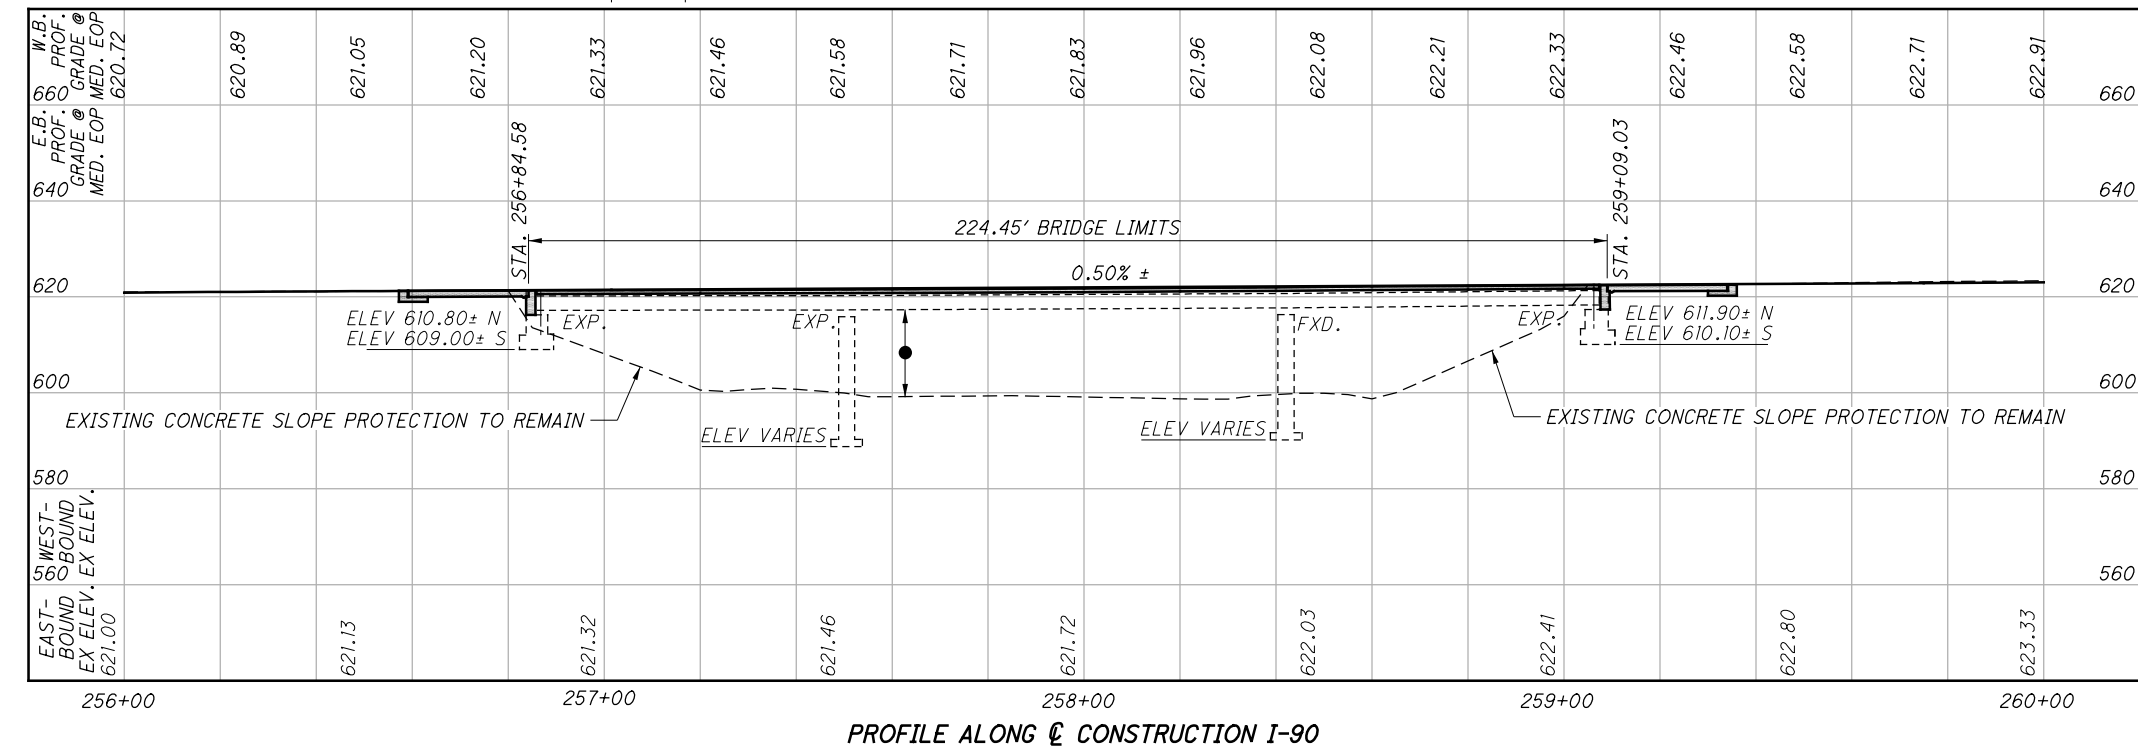 W.B.
PROF.
GRADE @
MED. EOP
620.72
620.89
621.05
621.20
621.33
621.46
621.58
621.71
621.83
621.96
622.08
622.21
622.33
622.46
622.58
622.71
622.91
660
660
E.B.
PROF.
GRADE @
MED. EOP
STA. 256+84.58
STA. 259+09.03
640
640
224.45' BRIDGE LIMITS
0.50% ±
620
620
ELEV 610.80± N
ELEV 609.00± S
EXP.
EXP.
FXD.
EXP.
ELEV 611.90± N
ELEV 610.10± S
600
600
EXISTING CONCRETE SLOPE PROTECTION TO REMAIN
ELEV VARIES
ELEV VARIES
EXISTING CONCRETE SLOPE PROTECTION TO REMAIN
580
580
560
560
EAST-
BOUND
EX ELEV.
WEST-
BOUND
EX ELEV.
621.00
621.13
621.32
621.46
621.72
622.03
622.41
622.80
623.33
256+00
257+00
258+00
259+00
260+00
PROFILE ALONG ℄ CONSTRUCTION I-90